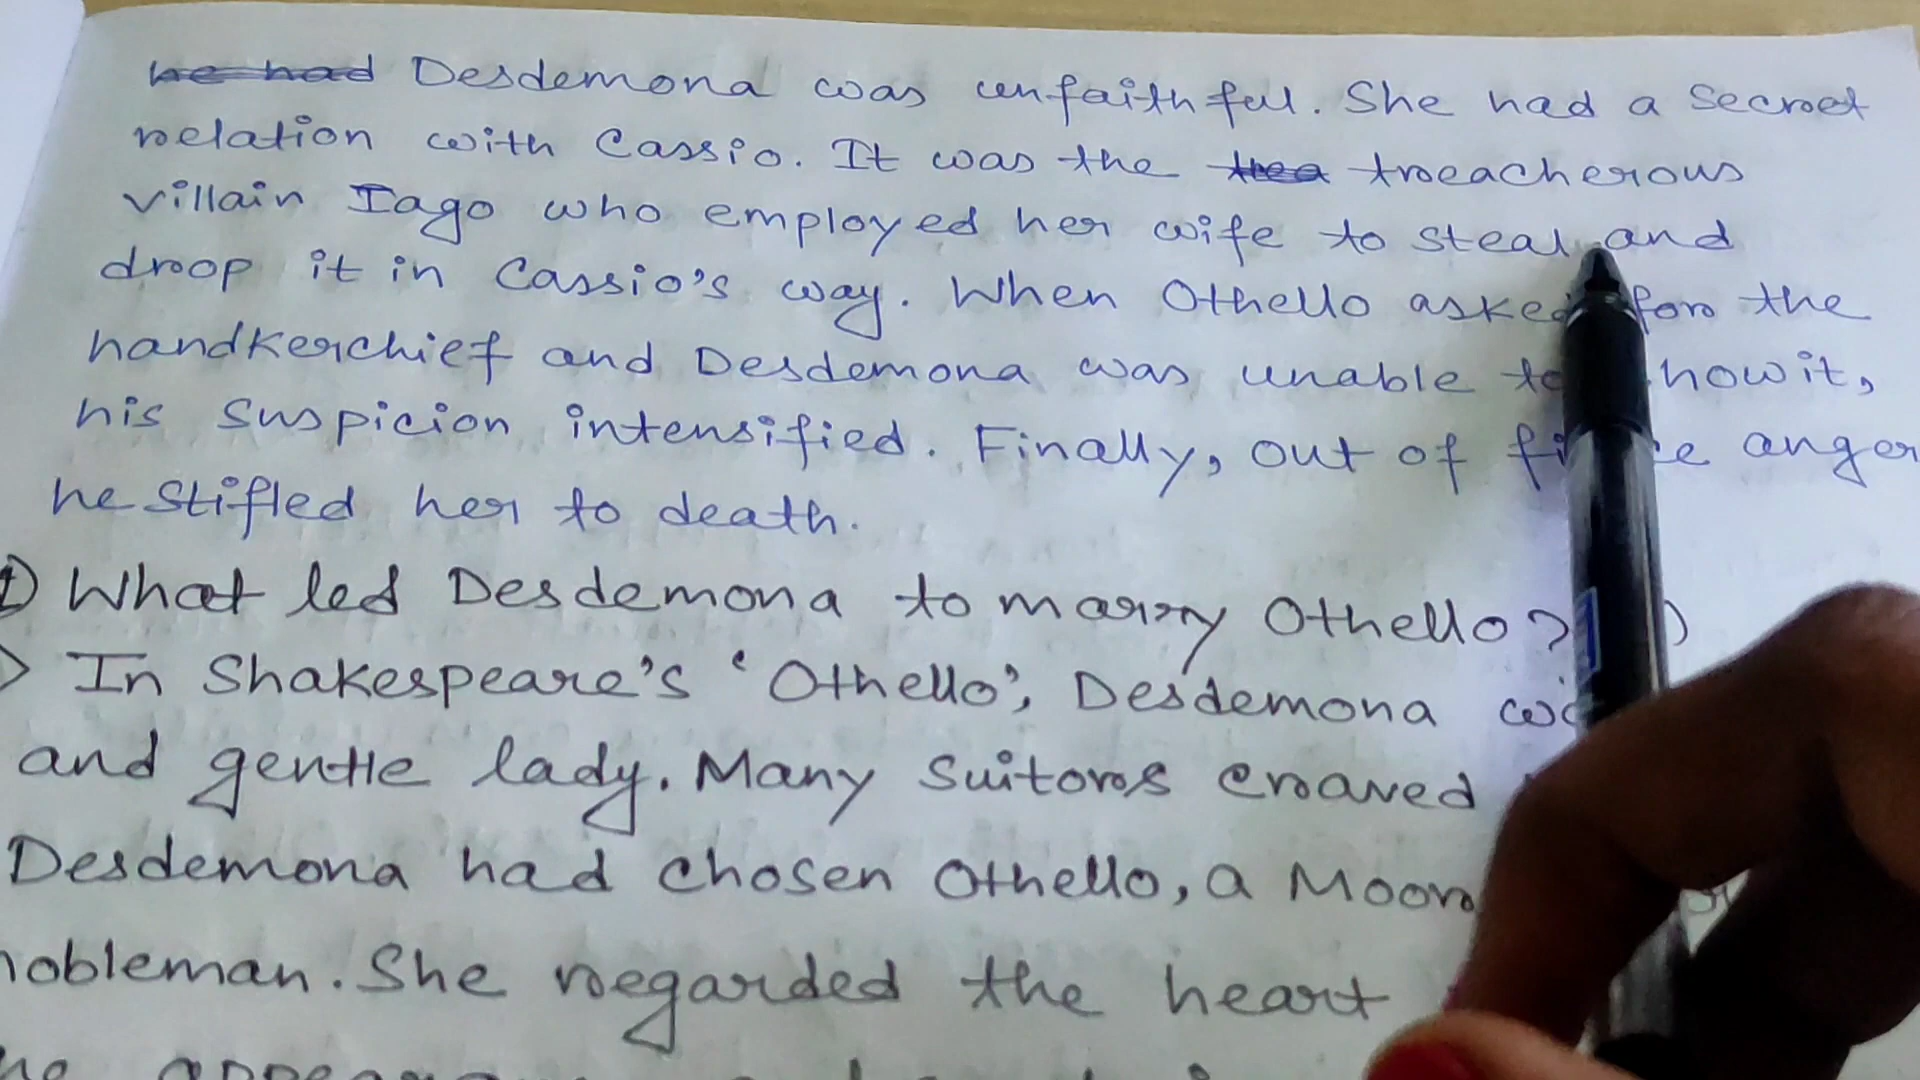 he had Desdemona was unfaithful. She had a secret
relation with Cassio. It was the trea treacherous
villain Iago who employed her wife to steal and
drop it in Cassio's way. When Othello asked for the
handkerchief and Desdemona was unable to show it,
his suspicion intensified. Finally, out of anger
he stifled her to death.
What led Desdemona to marry Othello?
In Shakespeare's 'Othello', Desdemona
and gentle lady. Many suitors craved
Desdemona had chosen Othello, a Moor
nobleman. She regarded the heart